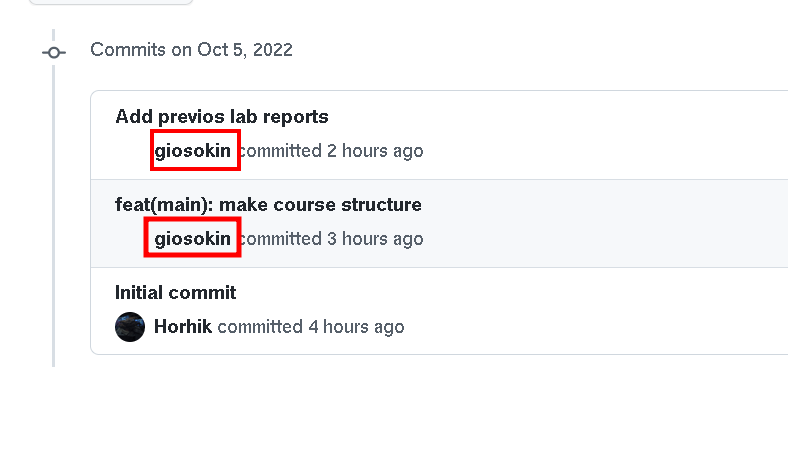 Commits on Oct 5, 2022
Add previos lab reports
giosokin committed 2 hours ago
feat(main): make course structure
giosokin committed 3 hours ago
Initial commit
Horhik committed 4 hours ago